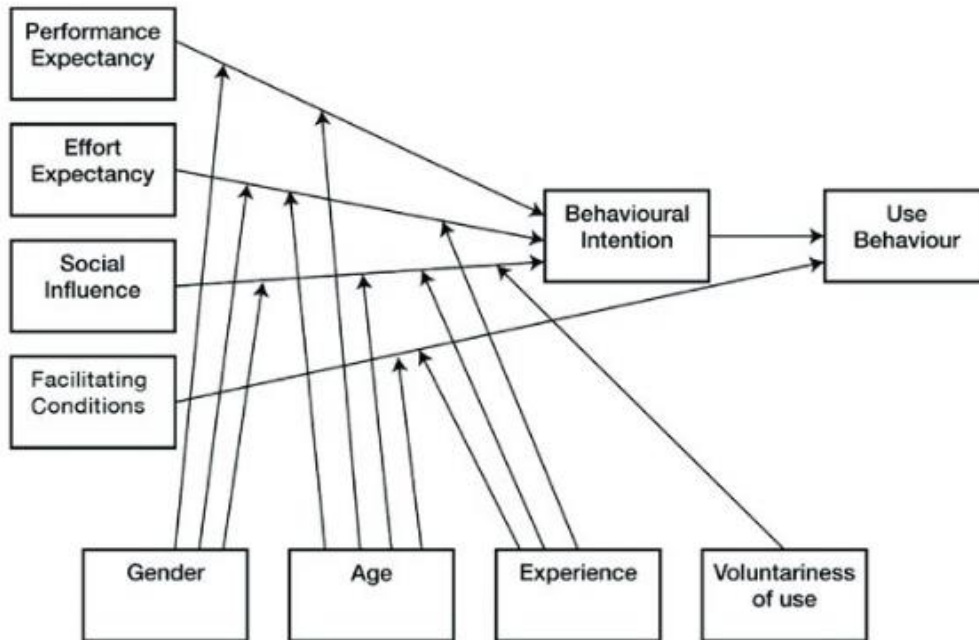 Performance
Expectancy
Effort
Expectancy
Social
Influence
Facilitating
Conditions
Behavioural
Intention
Use
Behaviour
Gender
Age
Experience
Voluntariness
of use